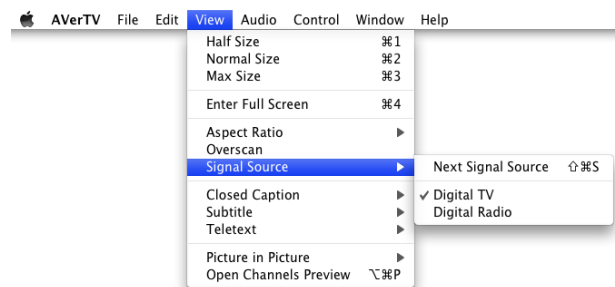 AVerTV File Edit View Audio Control Window Help
Half Size ⌘1
Normal Size ⌘2
Max Size ⌘3
Enter Full Screen ⌘4
Aspect Ratio
Overscan
Signal Source
Next Signal Source ⇧⌘S
Closed Caption
✓ Digital TV
Subtitle
Digital Radio
Teletext
Picture in Picture
Open Channels Preview ⌥⌘P